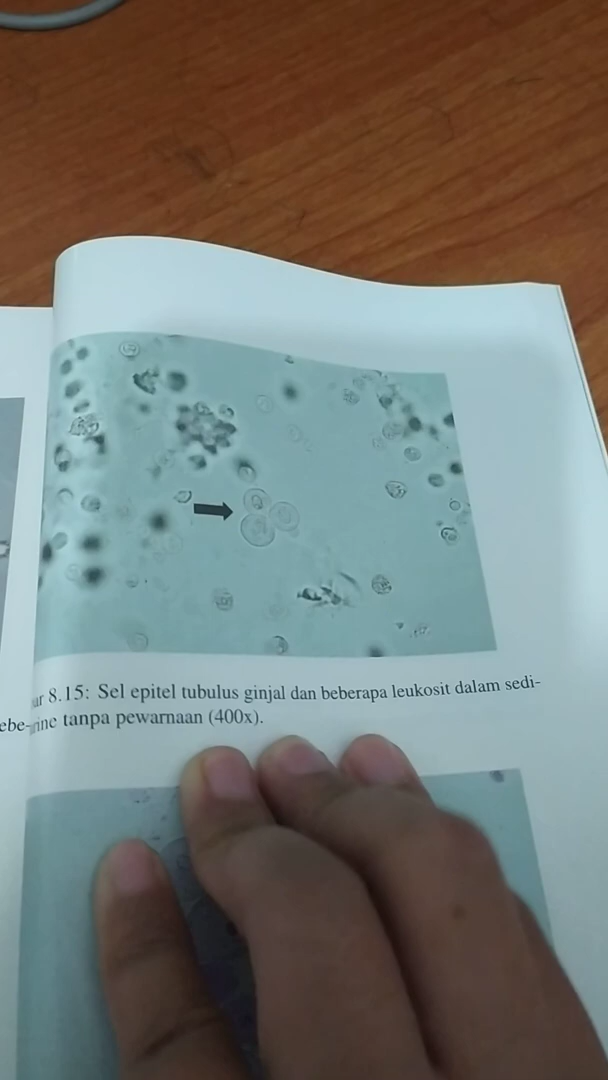 8.15: Sel epitel tubulus ginjal dan beberapa leukosit dalam sedi-
tanpa pewarnaan (400x).